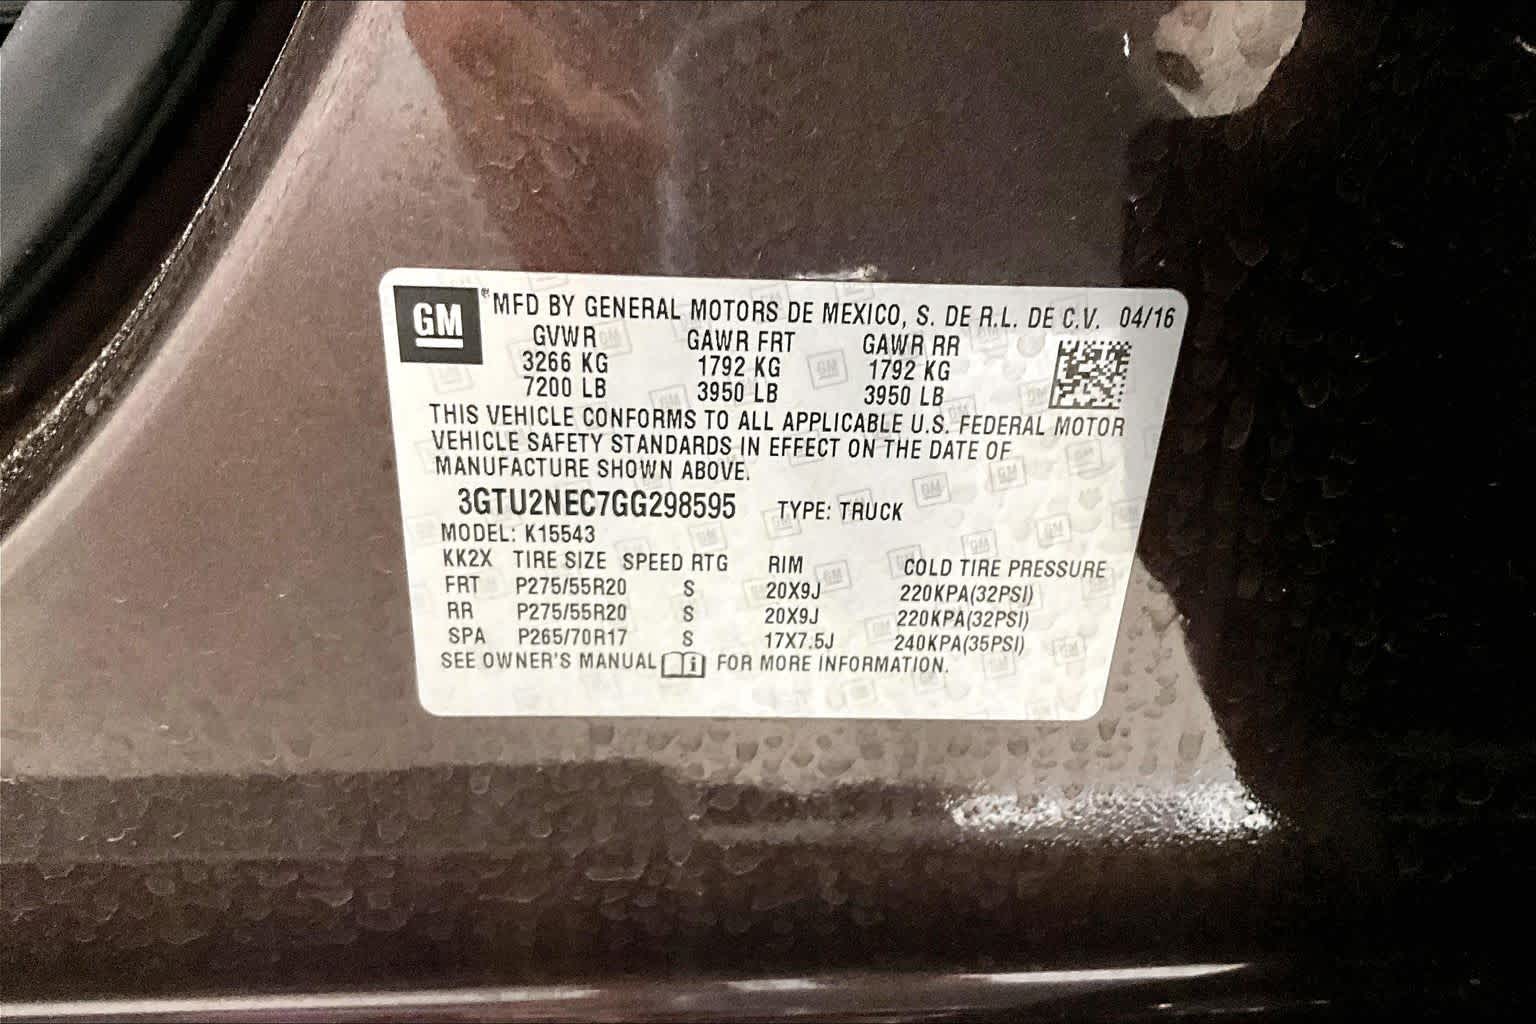 GM ® MFD BY GENERAL MOTORS DE MEXICO, S. DE R.L. DE C.V. 04/16
GVWR GAWR FRT GAWR RR
3266 KG 1792 KG 1792 KG
7200 LB 3950 LB 3950 LB
THIS VEHICLE CONFORMS TO ALL APPLICABLE U.S. FEDERAL MOTOR
VEHICLE SAFETY STANDARDS IN EFFECT ON THE DATE OF
MANUFACTURE SHOWN ABOVE.
3GTU2NEC7GG298595 TYPE: TRUCK
MODEL: K15543
KK2X TIRE SIZE SPEED RTG RIM COLD TIRE PRESSURE
FRT P275/55R20 S 20X9J 220KPA(32PSI)
RR P275/55R20 S 20X9J 220KPA(32PSI)
SPA P265/70R17 S 17X7.5J 240KPA(35PSI)
SEE OWNER'S MANUAL FOR MORE INFORMATION.